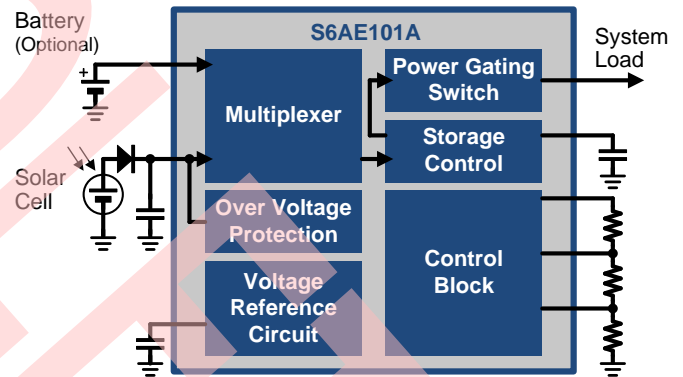 Battery
(Optional)
S6AE101A
System
Load
Multiplexer
Power Gating
Switch
Storage
Control
Solar
Cell
Over Voltage
Protection
Control
Block
Voltage
Reference
Circuit
+